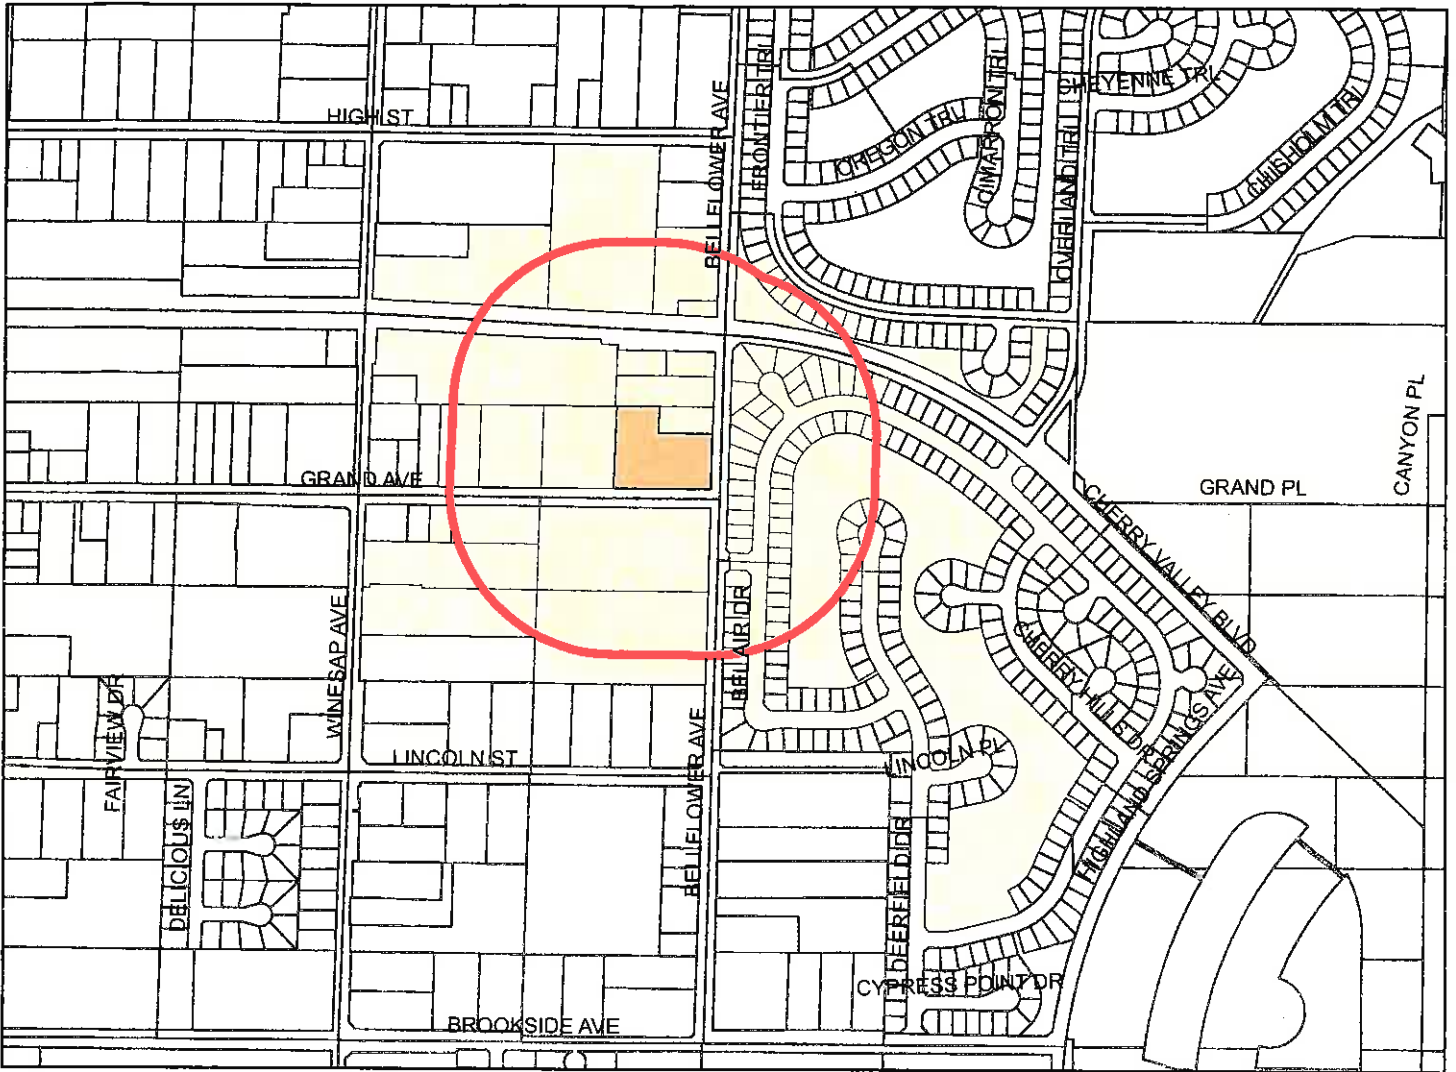 HIGH ST
BELLFLOWER AVE
FRONTIER TRL
OREGON TRL
CIMARRON TRL
OVERLAND TRL
CHEYENNE TRL
CHISHOLM TRL
GRAND AVE
GRAND PL
CANYON PL
CHERRY VALLEY BLVD
WINESAP AVE
BEL AIR DR
CHERRY HILLS DR
HIGHLAND SPRINGS AVE
FAIRVIEW DR
LINCOLN ST
BELLFLOWER AVE
LINCOLN PL
DELICIOUS LN
DEERFIELD DR
CYPRESS POINT DR
BROOKSIDE AVE